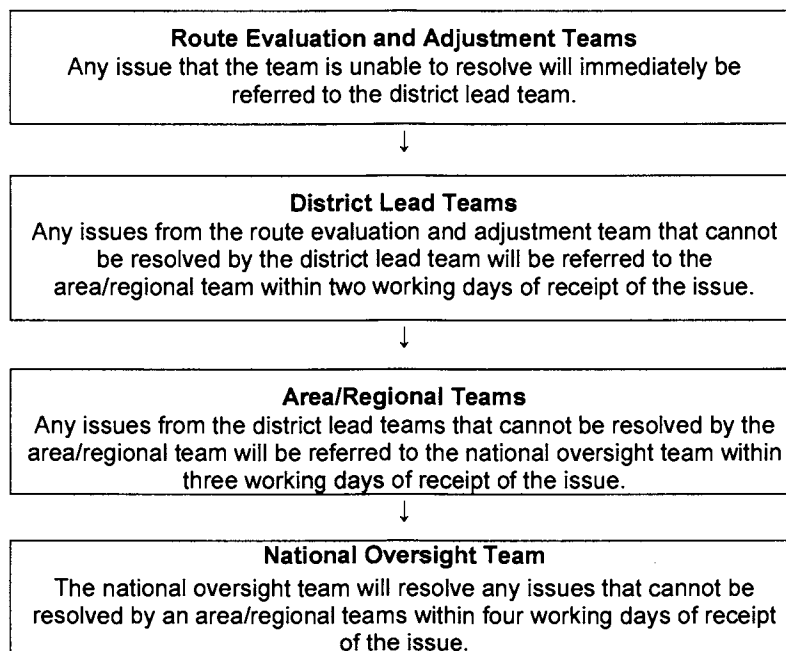 Route Evaluation and Adjustment Teams
Any issue that the team is unable to resolve will immediately be
referred to the district lead team.
↓
District Lead Teams
Any issues from the route evaluation and adjustment team that cannot
be resolved by the district lead team will be referred to the
area/regional team within two working days of receipt of the issue.
↓
Area/Regional Teams
Any issues from the district lead teams that cannot be resolved by the
area/regional team will be referred to the national oversight team within
three working days of receipt of the issue.
↓
National Oversight Team
The national oversight team will resolve any issues that cannot be
resolved by an area/regional teams within four working days of receipt
of the issue.